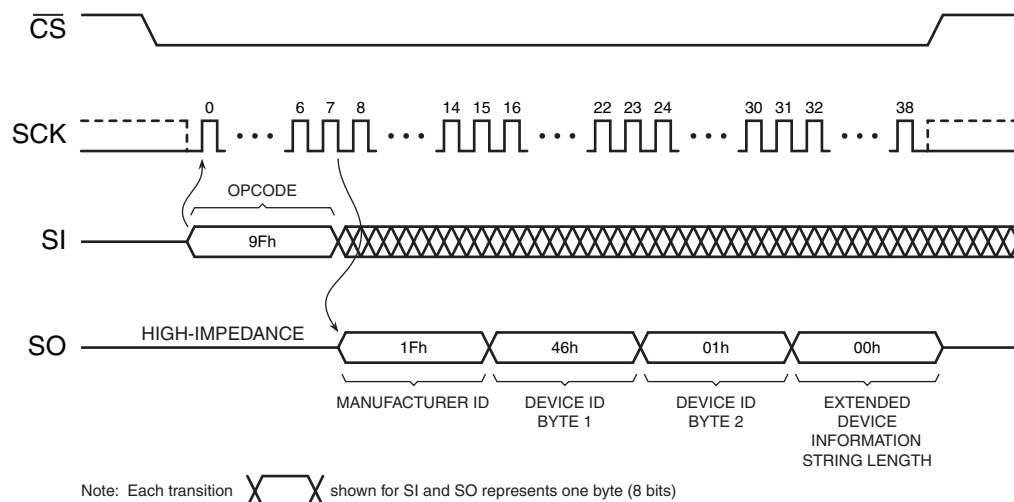 CS
SCK
0 6 7 8 14 15 16 22 23 24 30 31 32 38
OPCODE
SI
9Fh
SO
HIGH-IMPEDANCE
1Fh 46h 01h 00h
MANUFACTURER ID
DEVICE ID
BYTE 1
DEVICE ID
BYTE 2
EXTENDED
DEVICE
INFORMATION
STRING LENGTH
Note: Each transition shown for SI and SO represents one byte (8 bits)